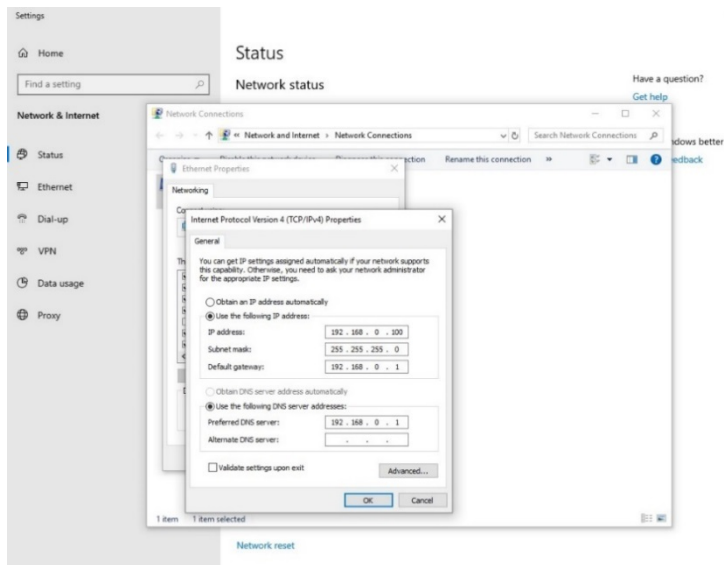 Settings
Home
Find a setting
Network & Internet
Status
Ethernet
Dial-up
VPN
Data usage
Proxy
Status
Network status
Have a question?
Get help
Network Connections
« Network and Internet › Network Connections
Search Network Connections
Rename this connection »
Ethernet Properties
Networking
Internet Protocol Version 4 (TCP/IPv4) Properties
General
You can get IP settings assigned automatically if your network supports
this capability. Otherwise, you need to ask your network administrator
for the appropriate IP settings.
Obtain an IP address automatically
Use the following IP address:
IP address: 192 . 168 . 0 . 100
Subnet mask: 255 . 255 . 255 . 0
Default gateway: 192 . 168 . 0 . 1
Obtain DNS server address automatically
Use the following DNS server addresses:
Preferred DNS server: 192 . 168 . 0 . 1
Alternate DNS server: . . .
Validate settings upon exit
Advanced...
OK Cancel
1 item 1 item selected
Network reset